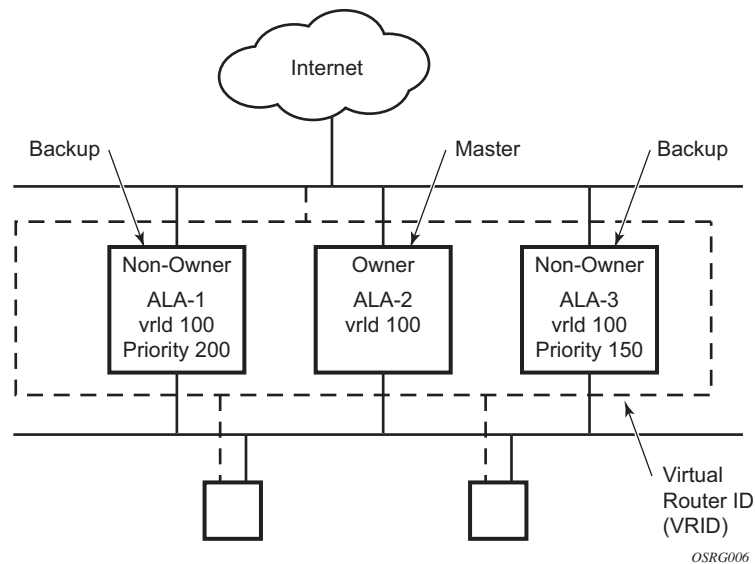 Internet
Backup
Master
Backup
Non-Owner
ALA-1
vrld 100
Priority 200
Owner
ALA-2
vrld 100
Non-Owner
ALA-3
vrld 100
Priority 150
Virtual
Router ID
(VRID)
OSRG006